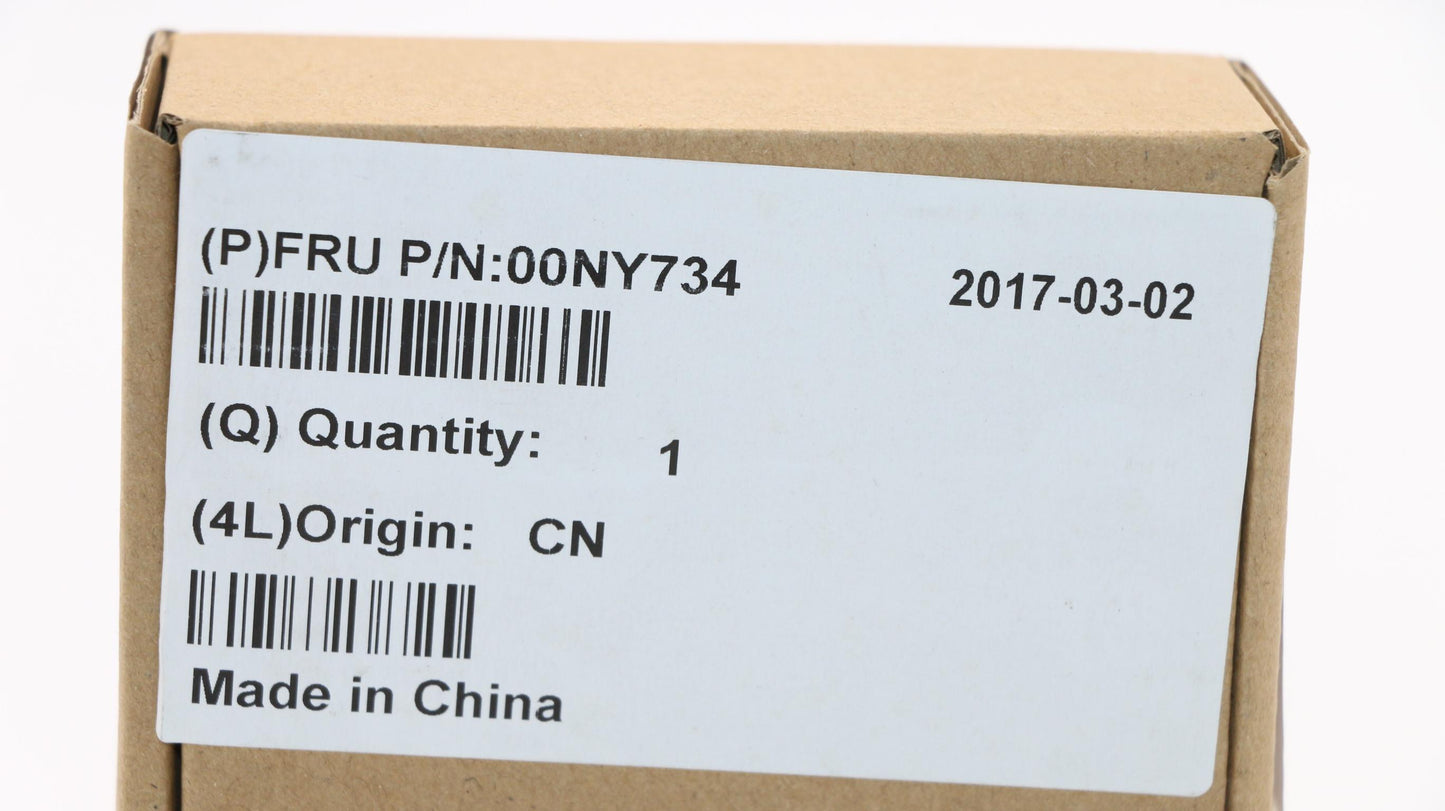 (P)FRU P/N:00NY734 2017-03-02
(Q) Quantity: 1
(4L)Origin: CN
Made in China